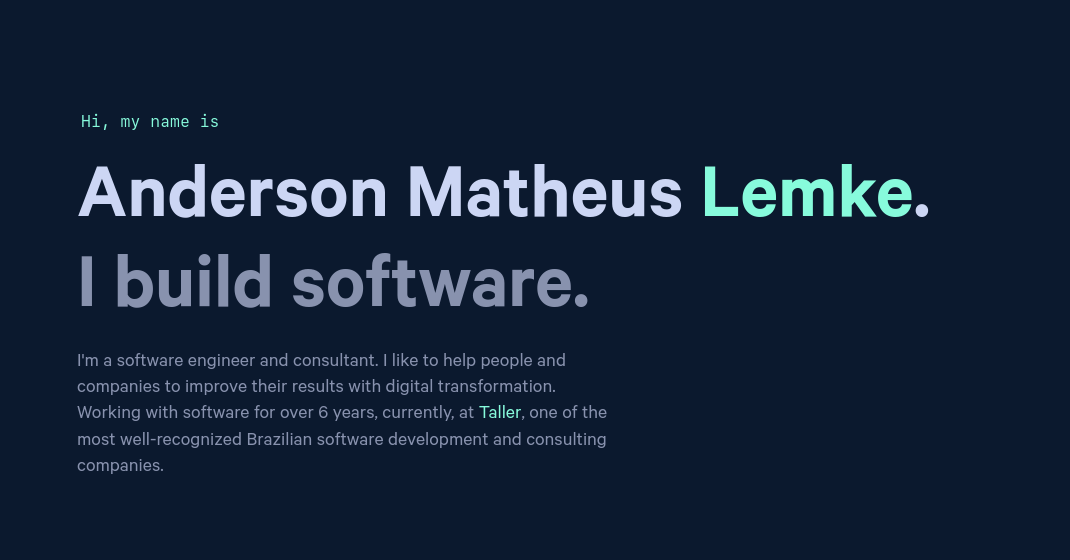 Hi, my name is
Anderson Matheus Lemke.
I build software.
I'm a software engineer and consultant. I like to help people and
companies to improve their results with digital transformation.
Working with software for over 6 years, currently, at Taller, one of the
most well-recognized Brazilian software development and consulting
companies.